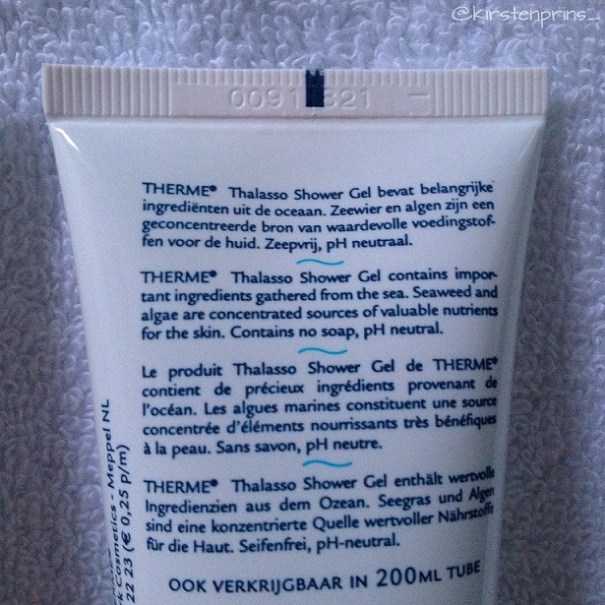 @kirstenprins_
THERME® Thalasso Shower Gel bevat belangrijke
ingrediënten uit de oceaan. Zeewier en algen zijn een
geconcentreerde bron van waardevolle voedingstof-
fen voor de huid. Zeepvrij, pH neutraal.
THERME® Thalasso Shower Gel contains impor-
tant ingredients gathered from the sea. Seaweed and
algae are concentrated sources of valuable nutrients
for the skin. Contains no soap, pH neutral.
Le produit Thalasso Shower Gel de THERME®
contient de précieux ingrédients provenant de
l'océan. Les algues marines constituent une source
concentrée d'éléments nourrissants très bénéfiques
à la peau. Sans savon, pH neutre.
THERME® Thalasso Shower Gel enthält wertvolle
Ingredienzien aus dem Ozean. Seegras und Algen
sind eine konzentrierte Quelle wertvoller Nährstoffe
für die Haut. Seifenfrei, pH-neutral.
OOK VERKRIJGBAAR IN 200ML TUBE
k Cosmetics - Meppel NL
22 23 (€ 0,25 p/m)